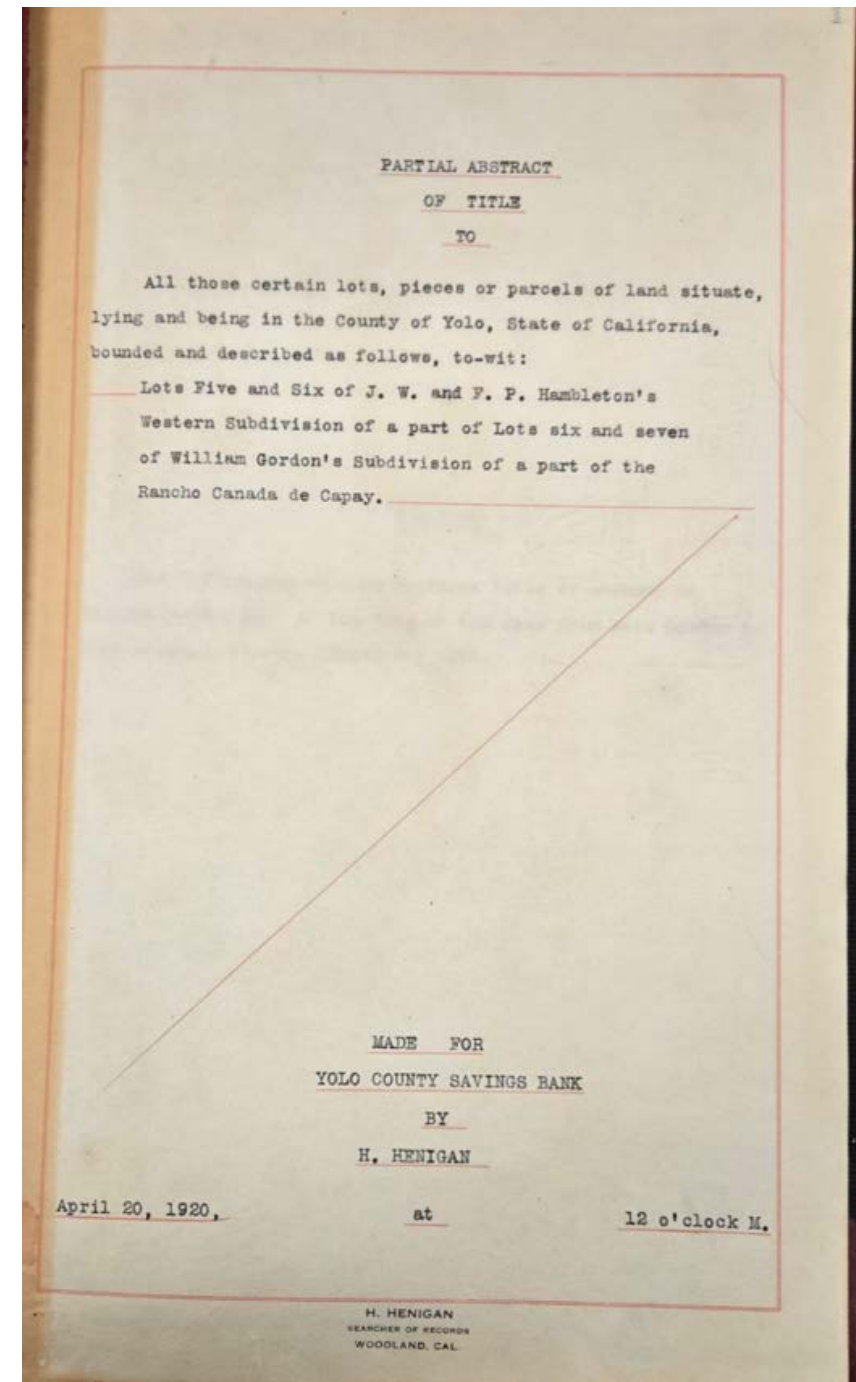 PARTIAL ABSTRACT
OF TITLE
TO
All those certain lots, pieces or parcels of land situate,
lying and being in the County of Yolo, State of California,
bounded and described as follows, to-wit:
Lots Five and Six of J. W. and F. P. Hambleton's
Western Subdivision of a part of Lots six and seven
of William Gordon's Subdivision of a part of the
Rancho Canada de Capay.
MADE FOR
YOLO COUNTY SAVINGS BANK
BY
H. HENIGAN
April 20, 1920, at 12 o'clock M.
H. HENIGAN
SEARCHER OF RECORDS
WOODLAND, CAL.